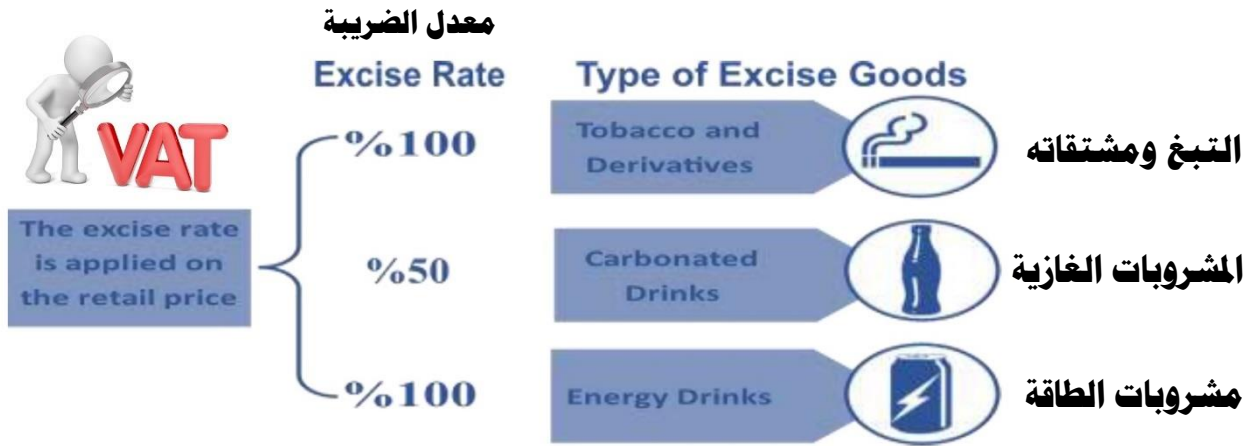 معدل الضريبة
Excise Rate
Type of Excise Goods
VAT
%100
Tobacco and
Derivatives
التبغ ومشتقاته
The excise rate
is applied on
the retail price
%50
Carbonated
Drinks
المشروبات الغازية
%100
Energy Drinks
مشروبات الطاقة